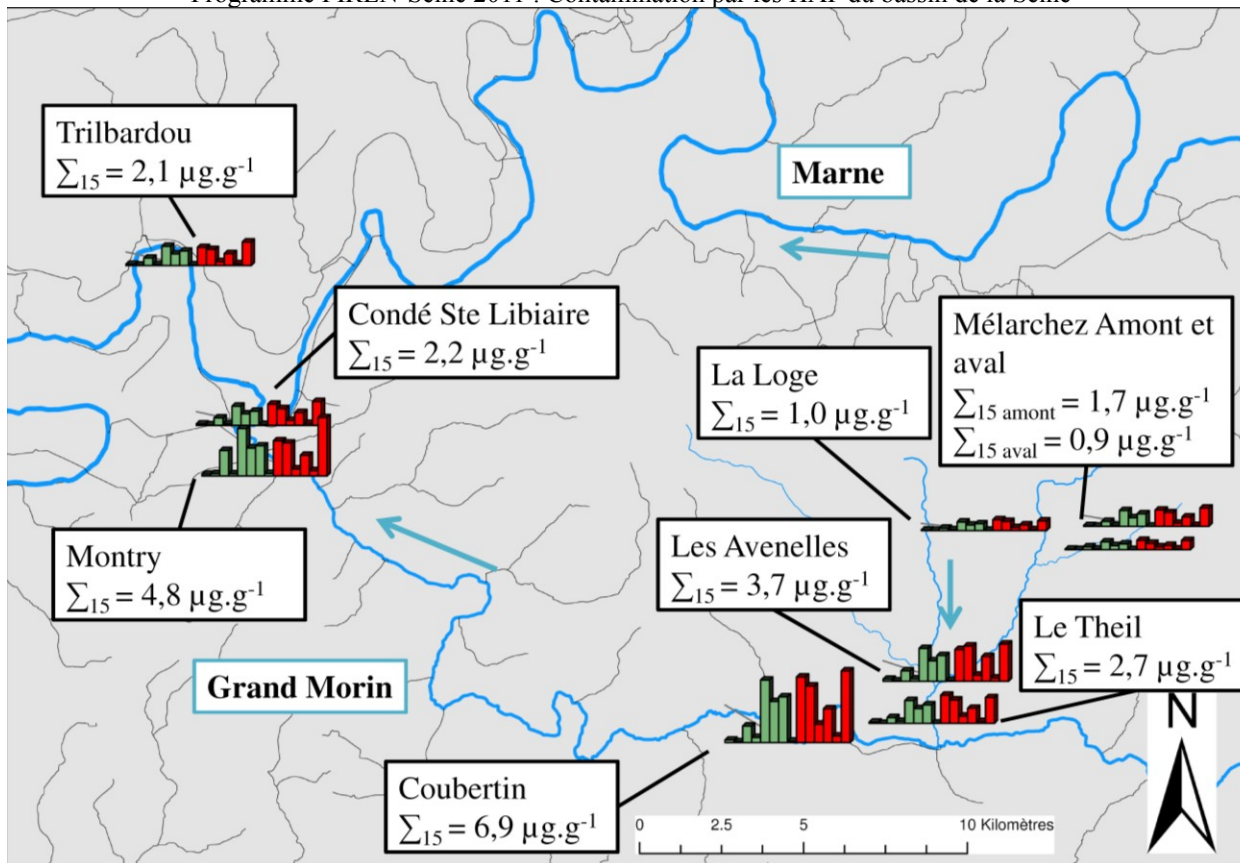 Programme PIREN-Seine 2011 : Contamination par les HAP du bassin de la Seine
Trilbardou
∑15 = 2,1 µg.g-1
Marne
Condé Ste Libiaire
∑15 = 2,2 µg.g-1
Mélarchez Amont et
aval
∑15 amont = 1,7 µg.g-1
∑15 aval = 0,9 µg.g-1
La Loge
∑15 = 1,0 µg.g-1
Les Avenelles
∑15 = 3,7 µg.g-1
Montry
∑15 = 4,8 µg.g-1
Le Theil
∑15 = 2,7 µg.g-1
Grand Morin
N
Coubertin
∑15 = 6,9 µg.g-1
0 2.5 5 10 Kilomètres